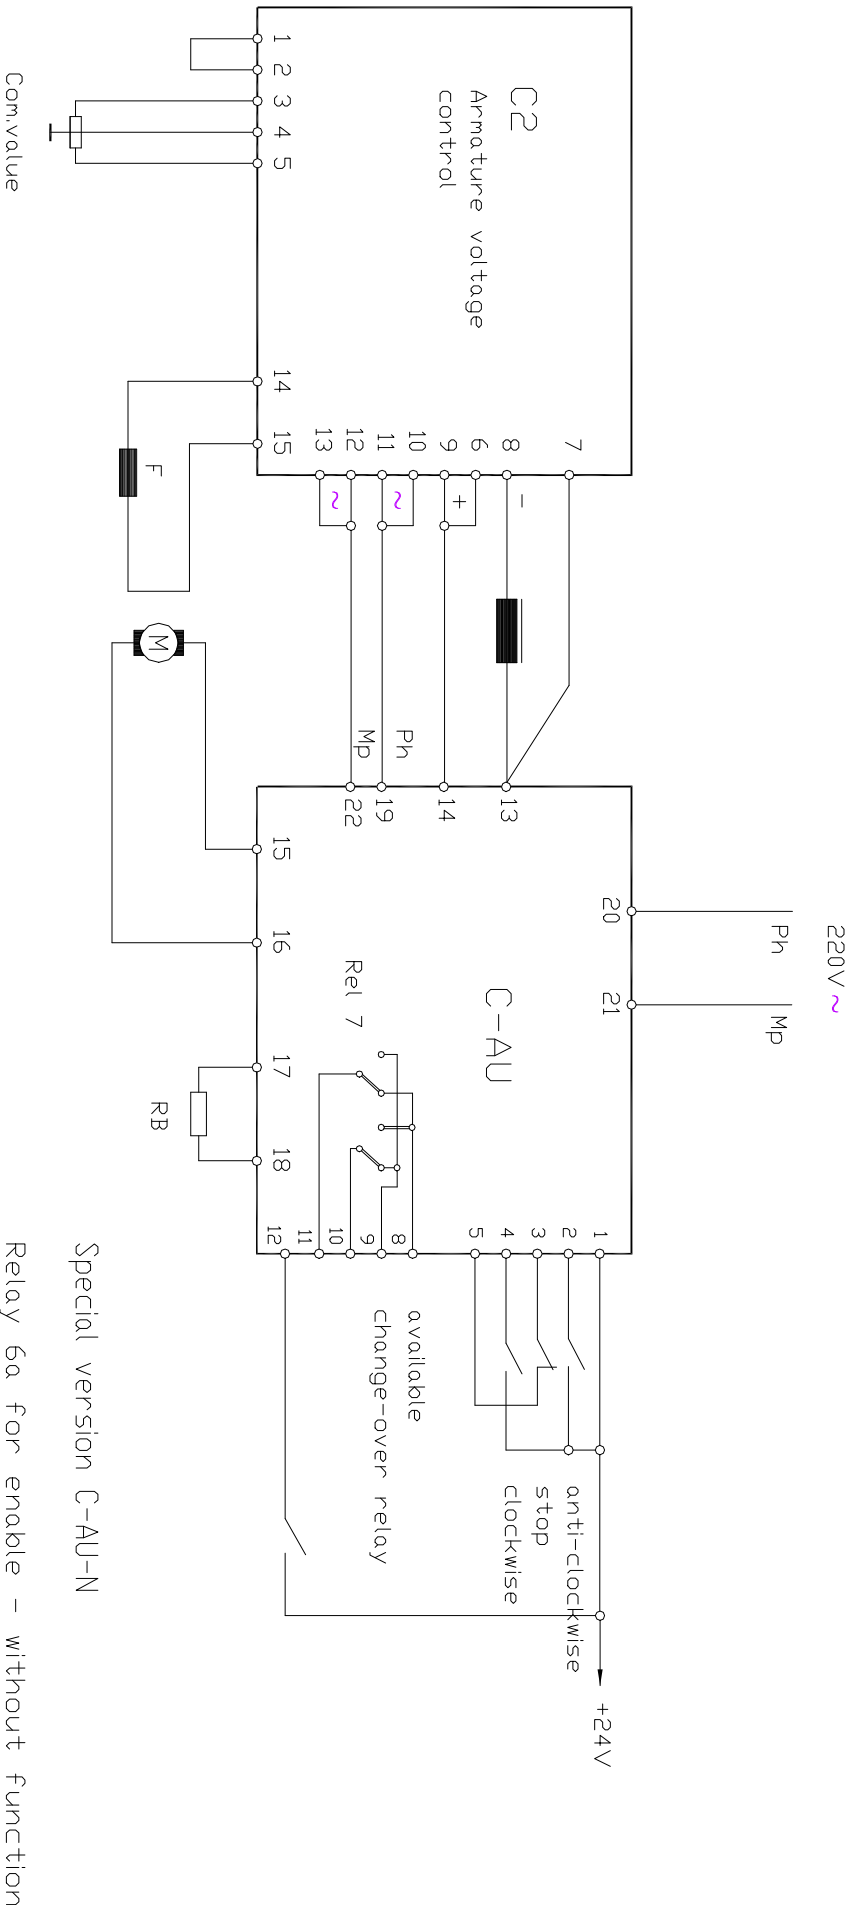 220V ~
Ph
Mp
20
21
C2
Armature voltage
control
7
8
6
9
10
11
12
13
-
+
~
~
1
2
3
4
5
14
15
Com.value
F
M
Ph
Mp
13
14
19
22
C-AU
Rel 7
15
16
17
18
RB
1
2
3
4
5
8
9
10
11
12
+24V
anti-clockwise
stop
clockwise
available
change-over relay
Special version C-AU-N
Relay 6a for enable - without function